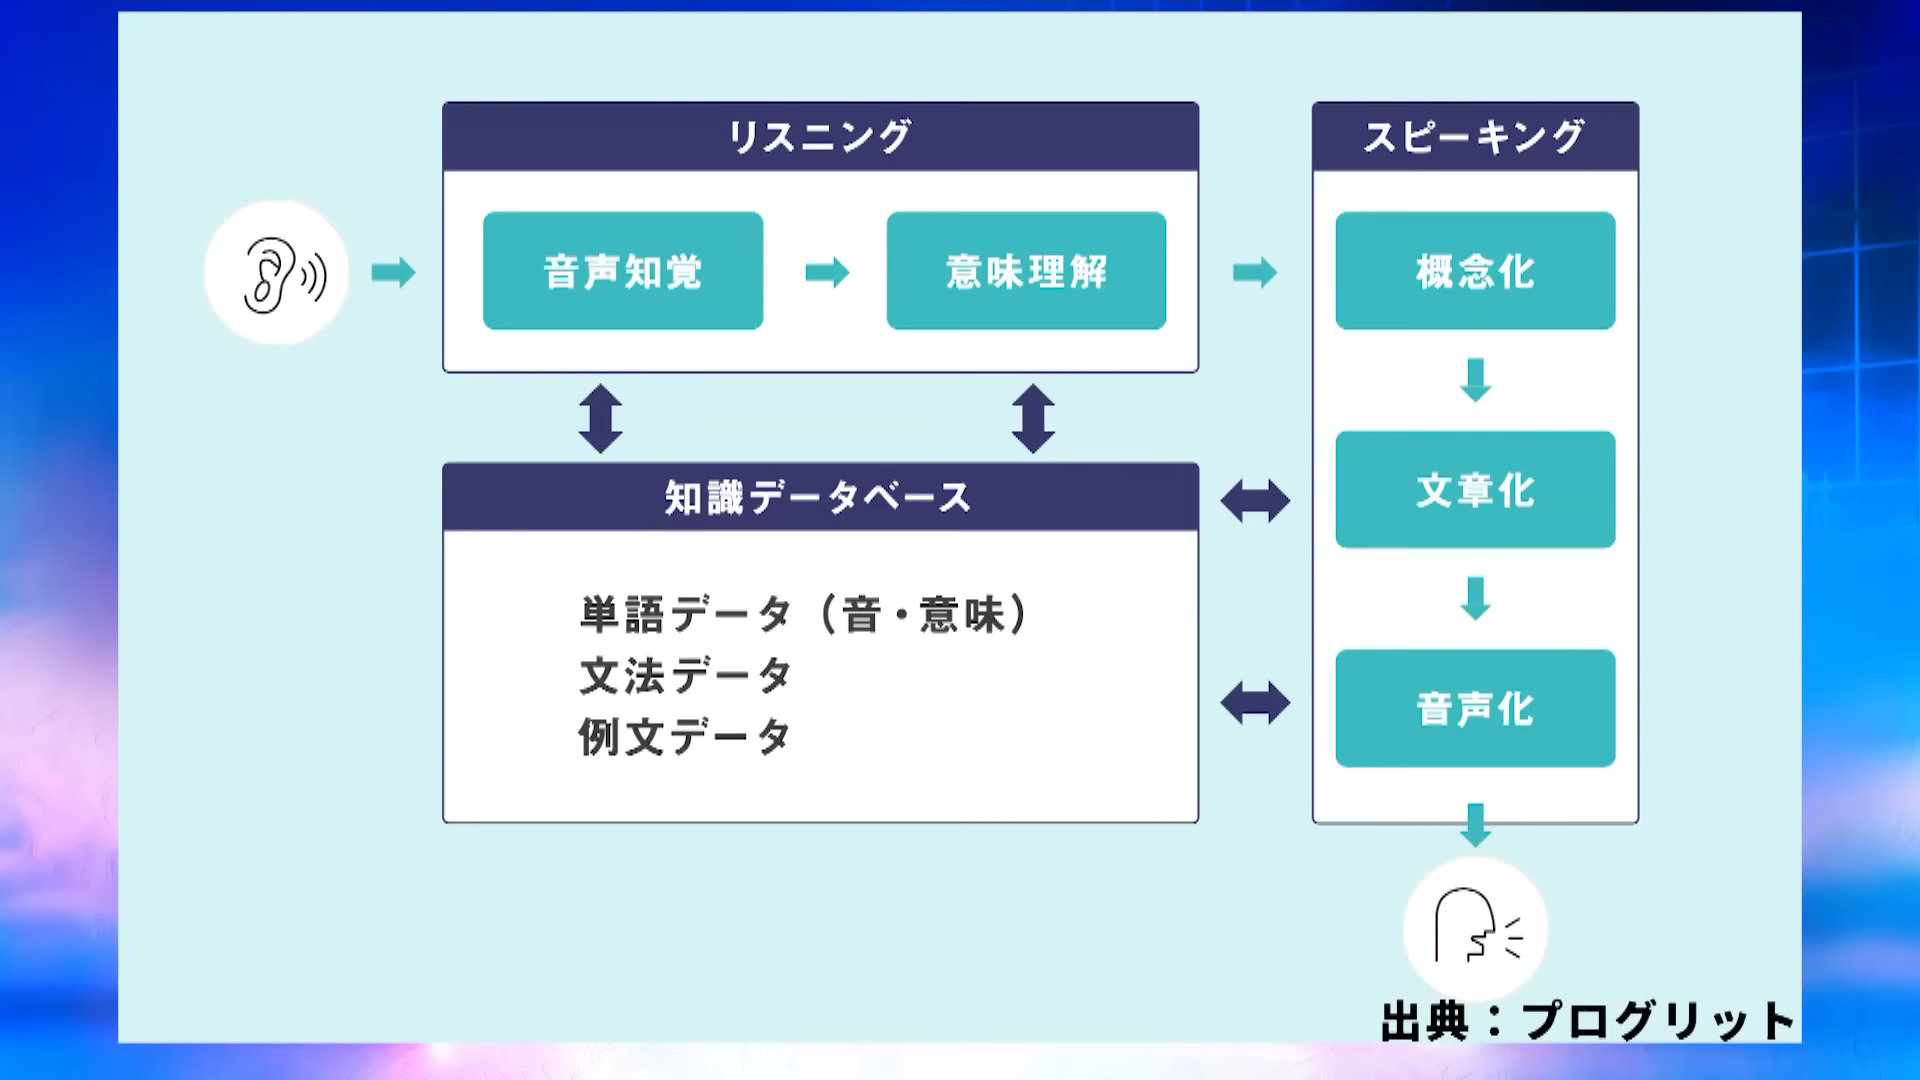 リスニング
音声知覚
意味理解
スピーキング
概念化
文章化
音声化
知識データベース
単語データ（音・意味）
文法データ
例文データ
出典：プログリット